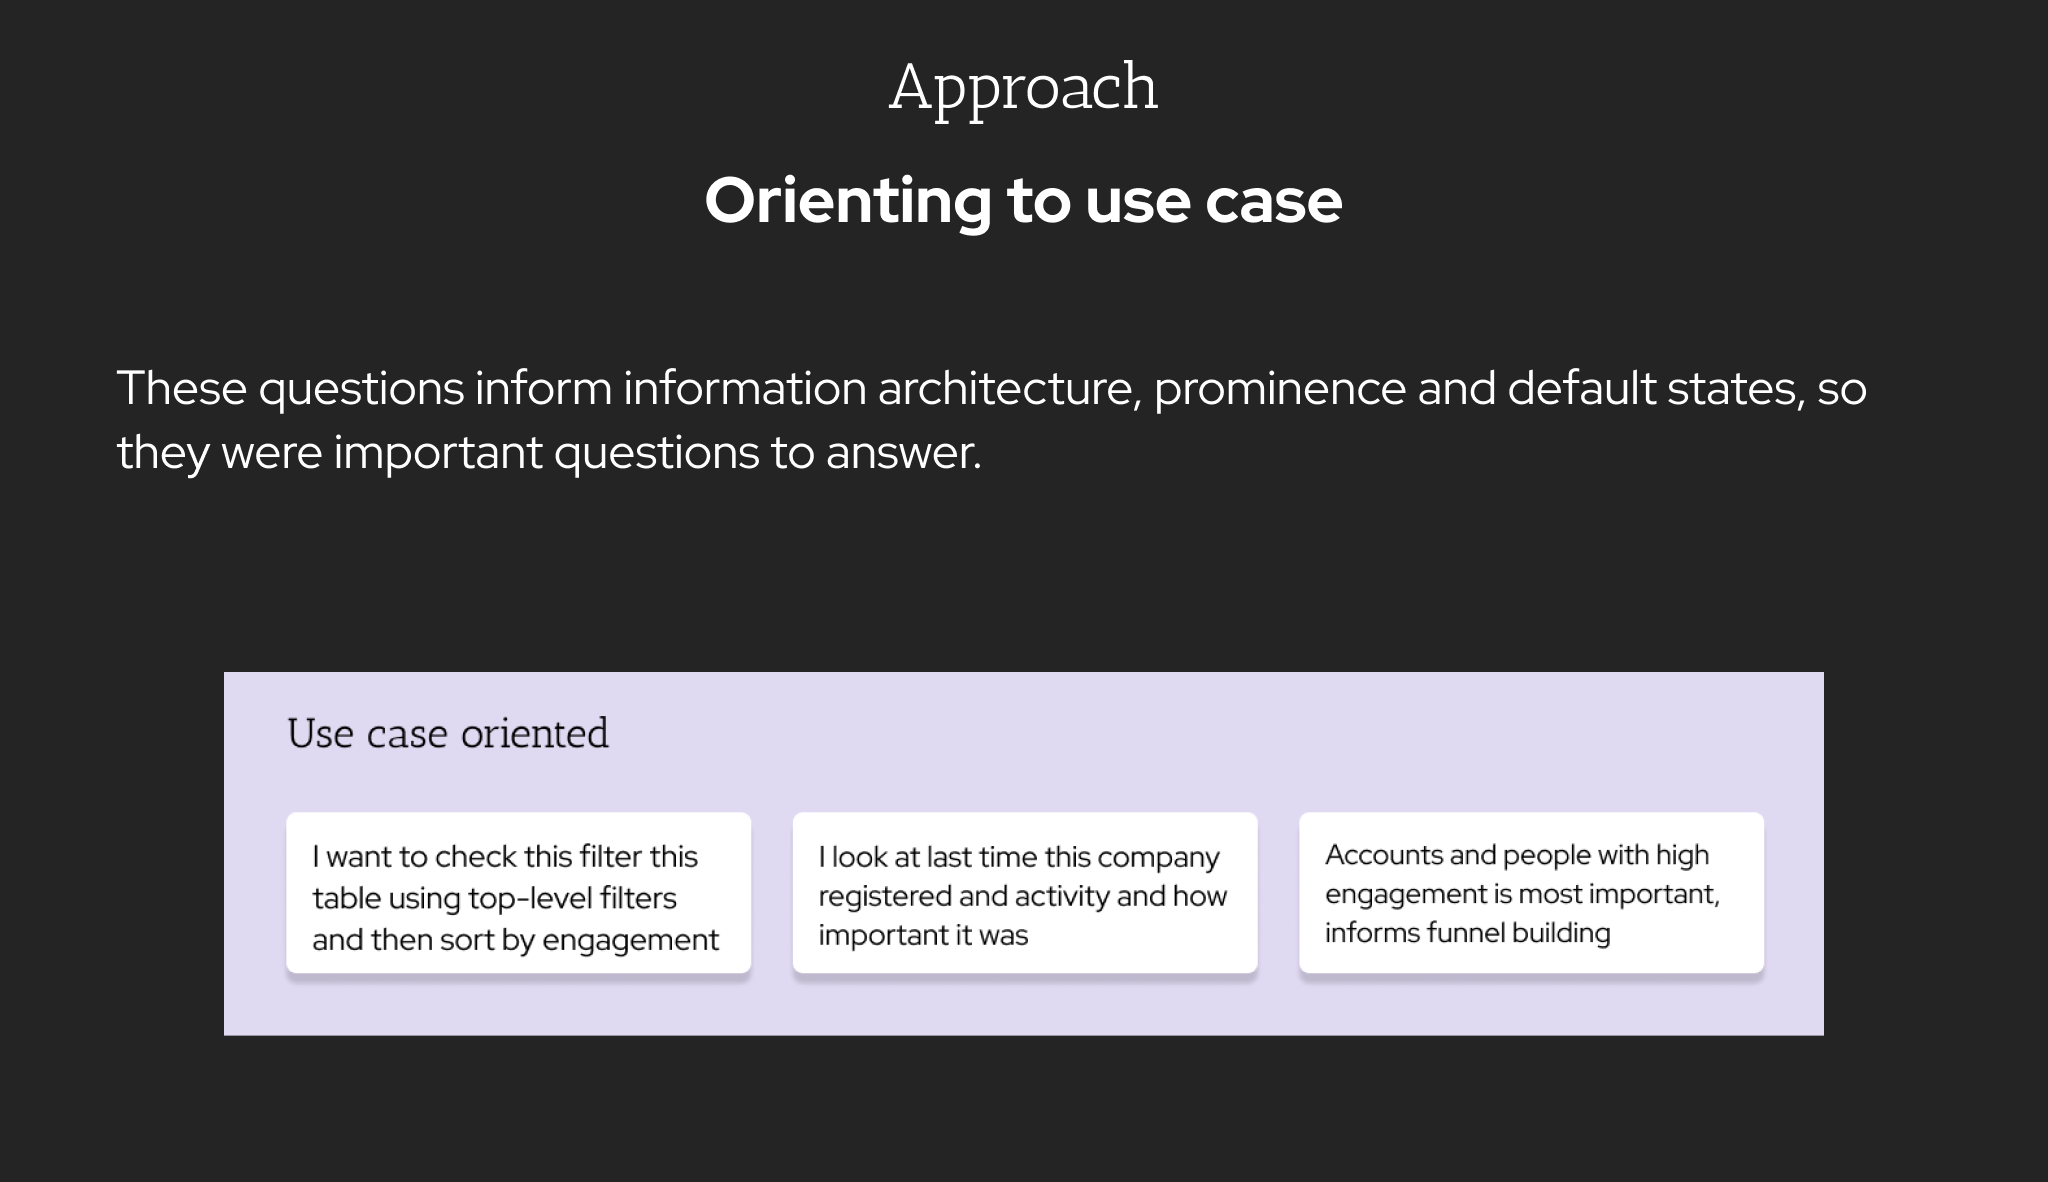 Approach
Orienting to use case
These questions inform information architecture, prominence and default states, so
they were important questions to answer.
Use case oriented
I want to check this filter this
table using top-level filters
and then sort by engagement
I look at last time this company
registered and activity and how
important it was
Accounts and people with high
engagement is most important,
informs funnel building